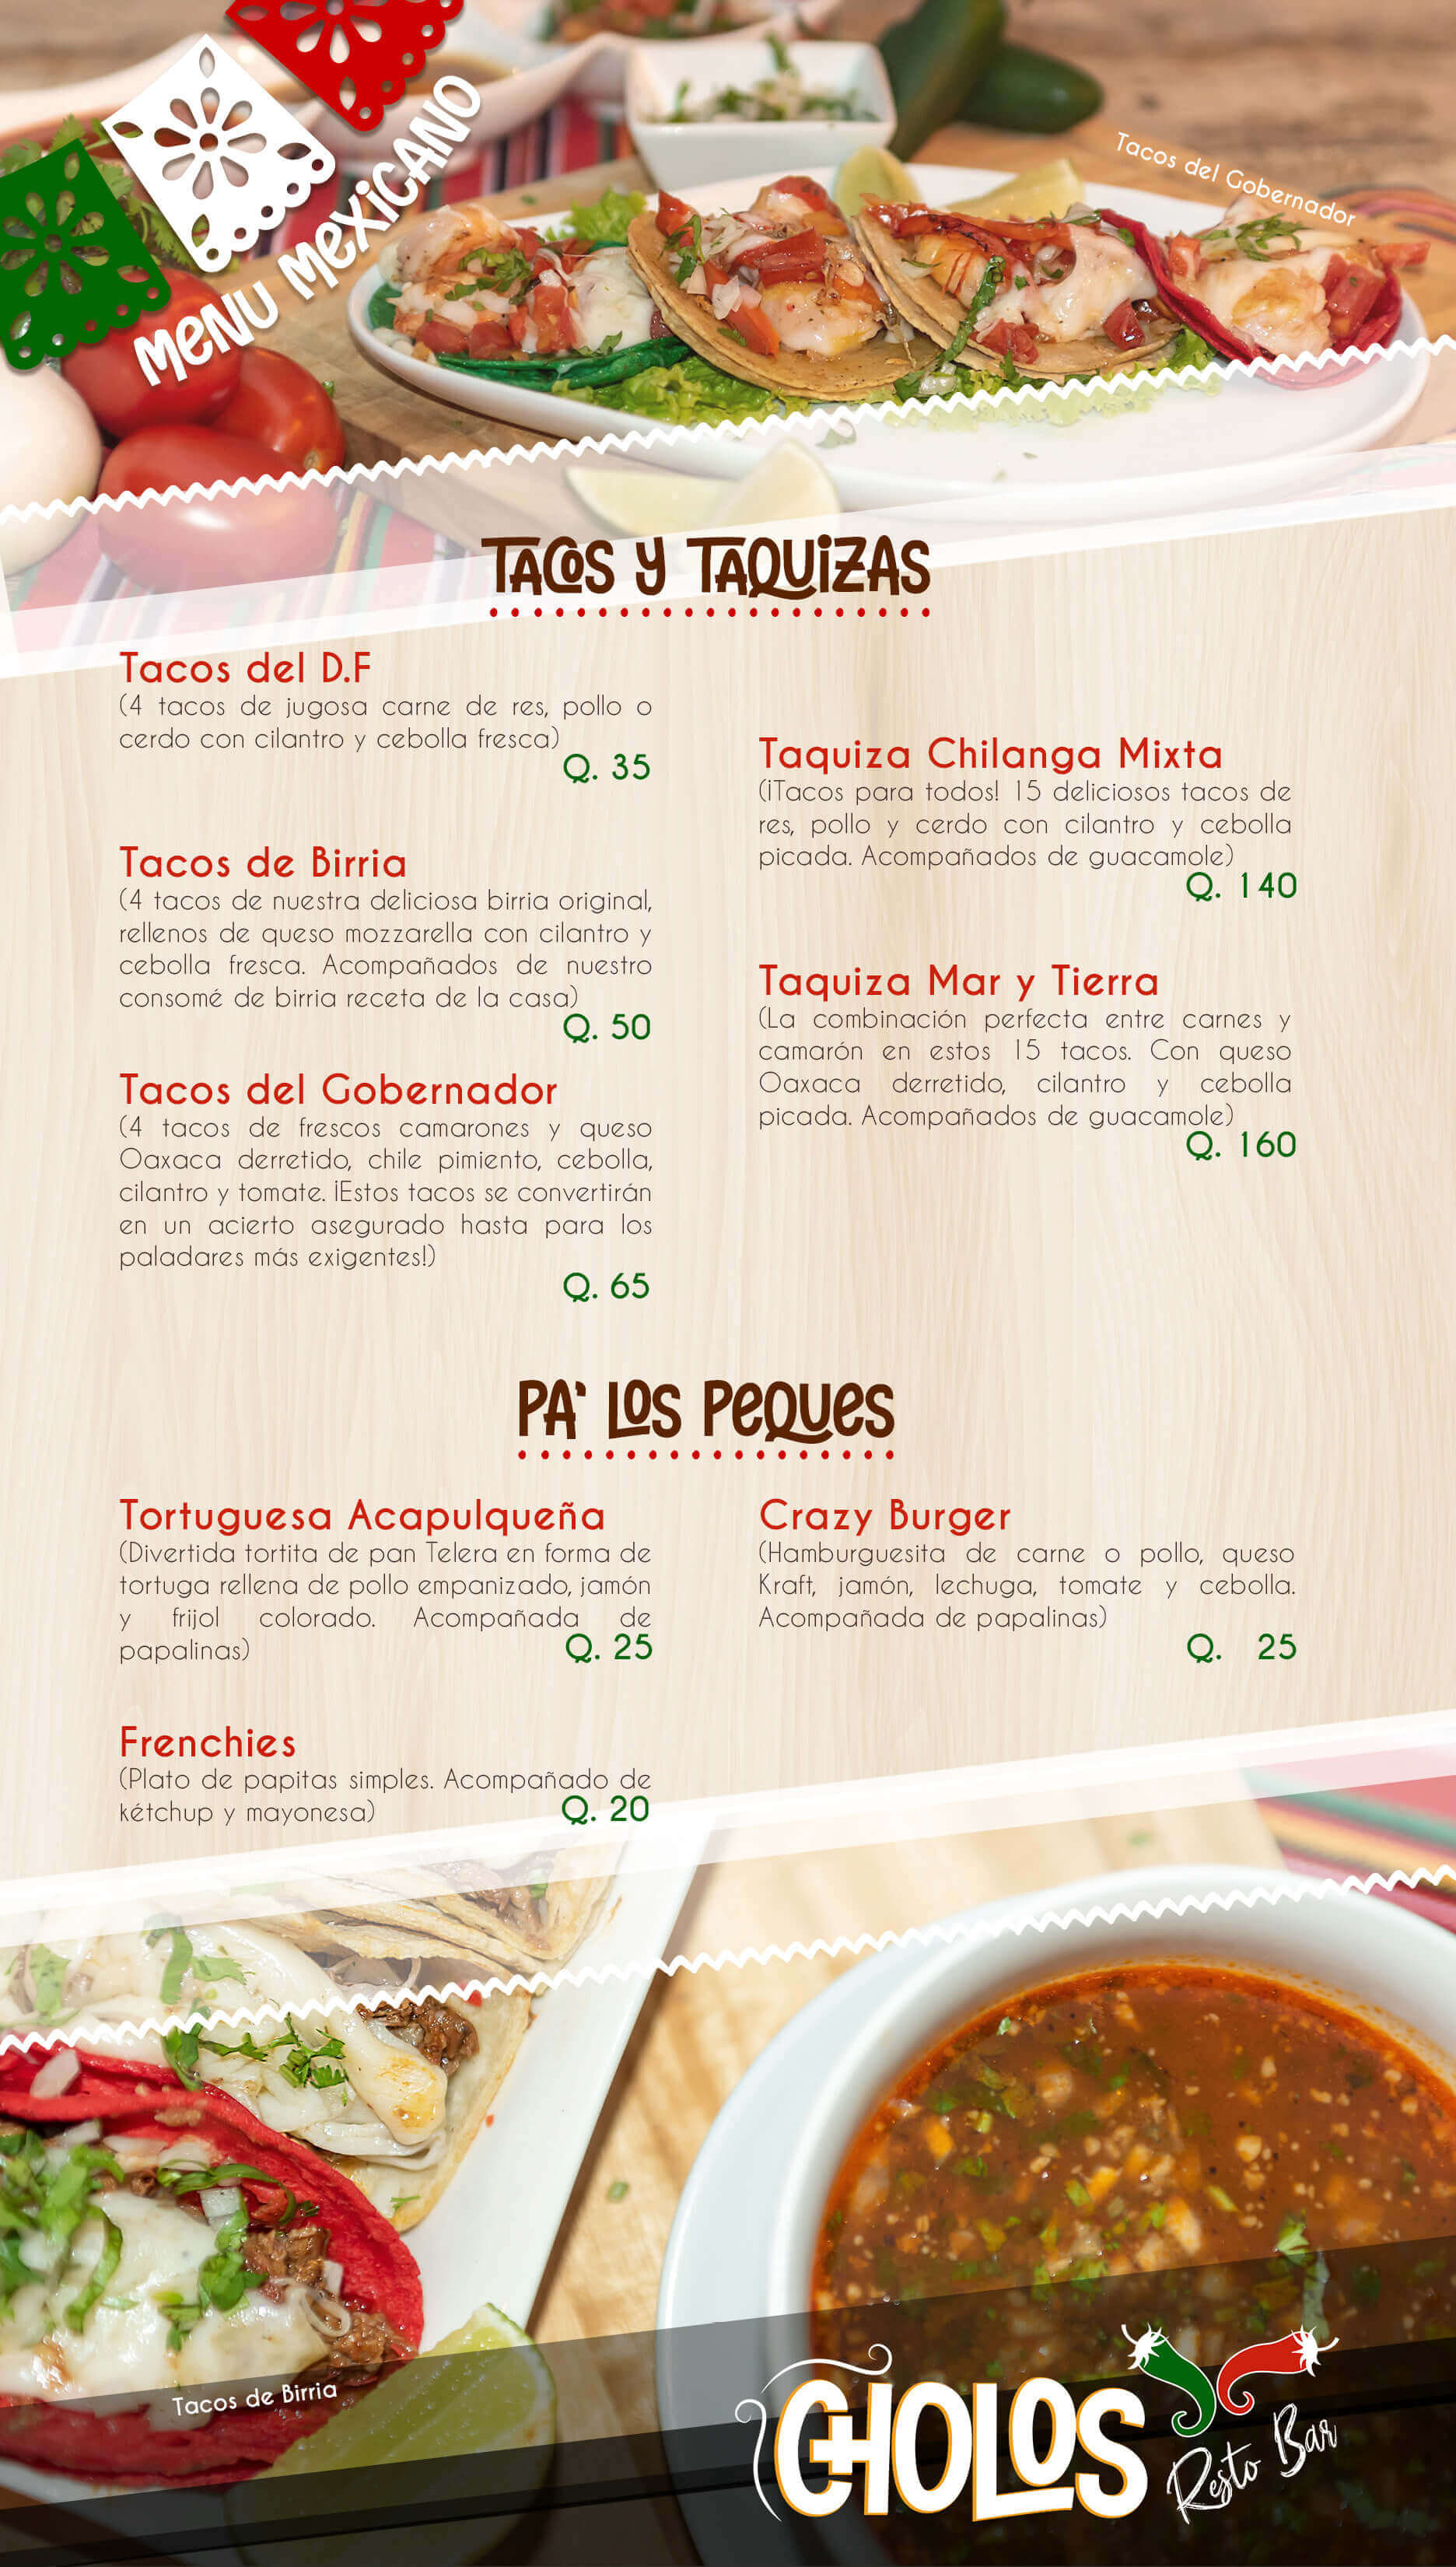 MENU MEXICANO
Tacos del Gobernador
TACOS Y TAQUIZAS
Tacos del D.F
(4 tacos de jugosa carne de res, pollo o
cerdo con cilantro y cebolla fresca)
Q. 35
Tacos de Birria
(4 tacos de nuestra deliciosa birria original,
rellenos de queso mozzarella con cilantro y
cebolla fresca. Acompañados de nuestro
consomé de birria receta de la casa)
Q. 50
Tacos del Gobernador
(4 tacos de frescos camarones y queso
Oaxaca derretido, chile pimiento, cebolla,
cilantro y tomate. ¡Estos tacos se convertirán
en un acierto asegurado hasta para los
paladares más exigentes!)
Q. 65
Taquiza Chilanga Mixta
(¡Tacos para todos! 15 deliciosos tacos de
res, pollo y cerdo con cilantro y cebolla
picada. Acompañados de guacamole)
Q. 140
Taquiza Mar y Tierra
(La combinación perfecta entre carnes y
camarón en estos 15 tacos. Con queso
Oaxaca derretido, cilantro y cebolla
picada. Acompañados de guacamole)
Q. 160
PA' LOS PEQUES
Tortuguesa Acapulqueña
(Divertida tortita de pan Telera en forma de
tortuga rellena de pollo empanizado, jamón
y frijol colorado. Acompañada de
papalinas)
Q. 25
Frenchies
(Plato de papitas simples. Acompañado de
kétchup y mayonesa)
Q. 20
Crazy Burger
(Hamburguesita de carne o pollo, queso
Kraft, jamón, lechuga, tomate y cebolla.
Acompañada de papalinas)
Q. 25
Tacos de Birria
CHOLOS
Resto Bar